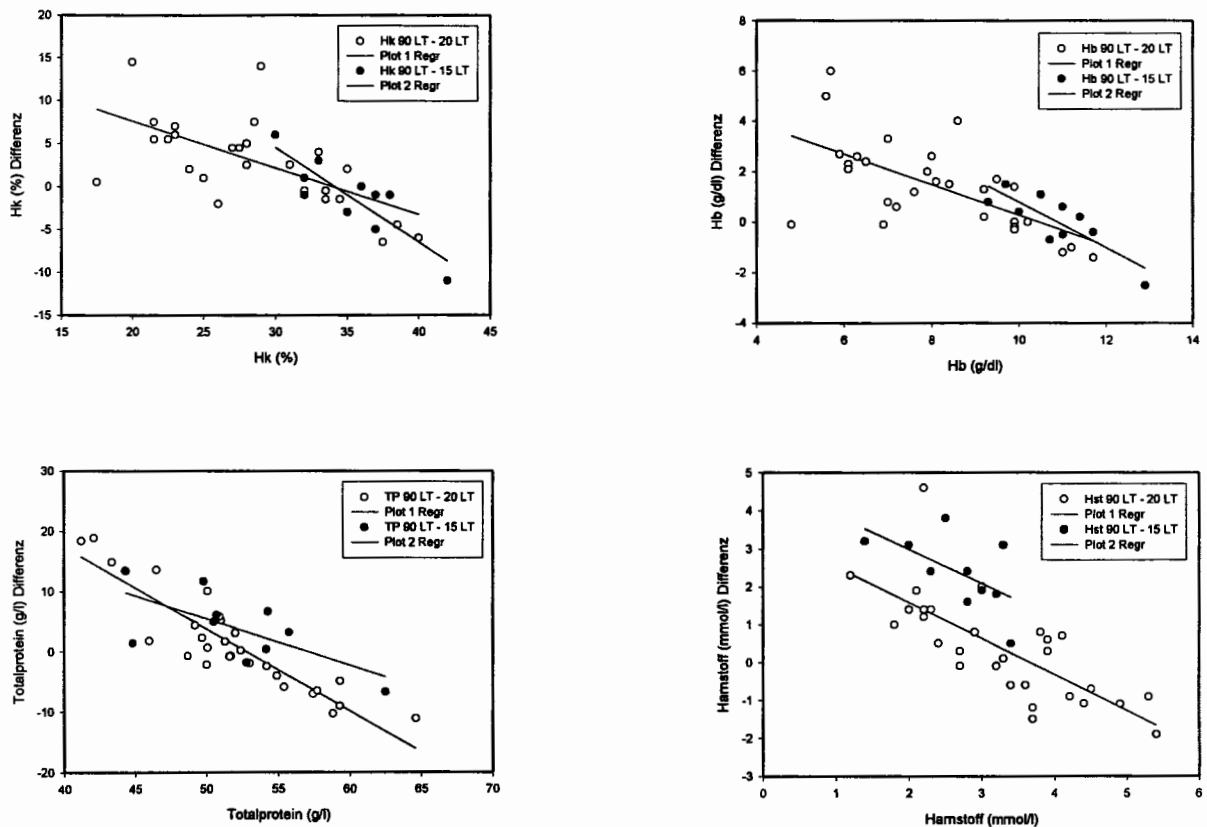 20
15
10
5
0
-5
-10
-15
Hk (%) Differenz
Hk 90 LT - 20 LT
Plot 1 Regr
Hk 90 LT - 15 LT
Plot 2 Regr
15 20 25 30 35 40 45
Hk (%)
8
6
4
2
0
-2
-4
Hb (g/dl) Differenz
Hb 90 LT - 20 LT
Plot 1 Regr
Hb 90 LT - 15 LT
Plot 2 Regr
4 6 8 10 12 14
Hb (g/dl)
30
20
10
0
-10
-20
Totalprotein (g/l) Differenz
TP 90 LT - 20 LT
Plot 1 Regr
TP 90 LT - 15 LT
Plot 2 Regr
40 45 50 55 60 65 70
Totalprotein (g/l)
5
4
3
2
1
0
-1
-2
-3
Harnstoff (mmol/l) Differenz
Hst 90 LT - 20 LT
Plot 1 Regr
Hst 90 LT - 15 LT
Plot 2 Regr
0 1 2 3 4 5 6
Harnstoff (mmol/l)